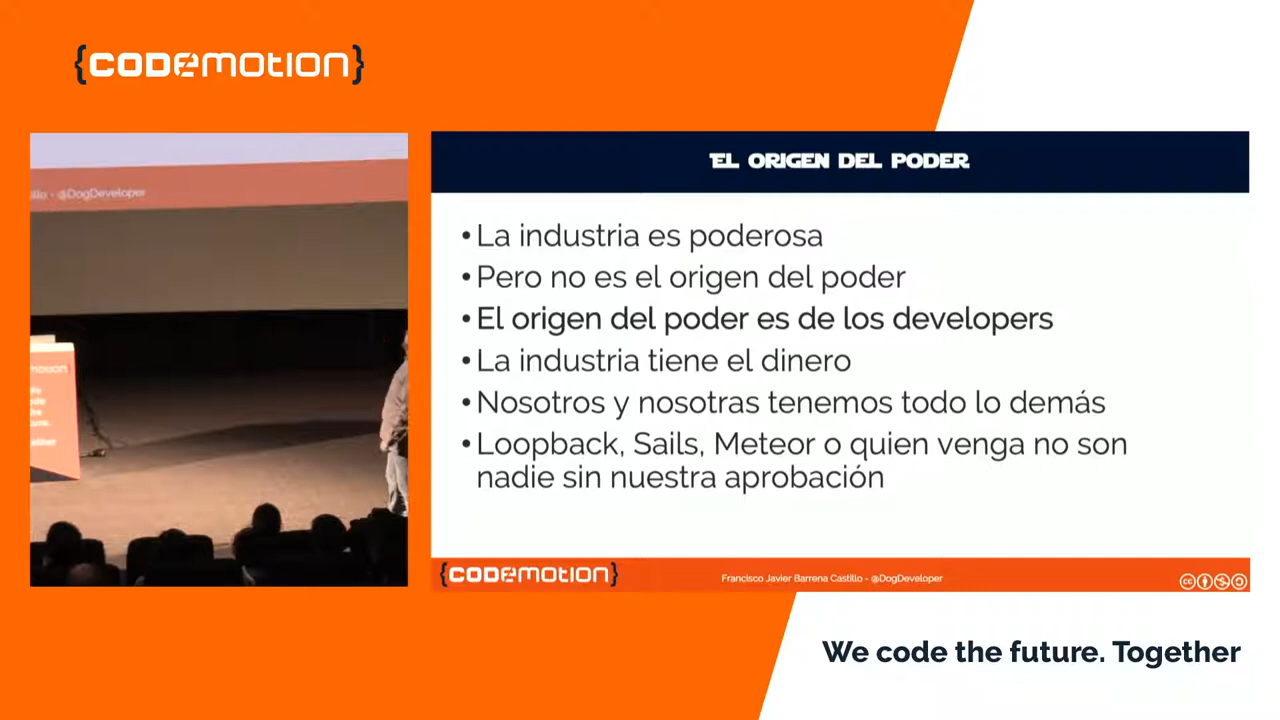 {CODEMOTION}
illo - @DogDeveloper
EL ORIGEN DEL PODER
• La industria es poderosa
• Pero no es el origen del poder
• El origen del poder es de los developers
• La industria tiene el dinero
• Nosotros y nosotras tenemos todo lo demás
• Loopback, Sails, Meteor o quien venga no son
nadie sin nuestra aprobación
{CODEMOTION}
Francisco Javier Barrena Castillo - @DogDeveloper
We code the future. Together